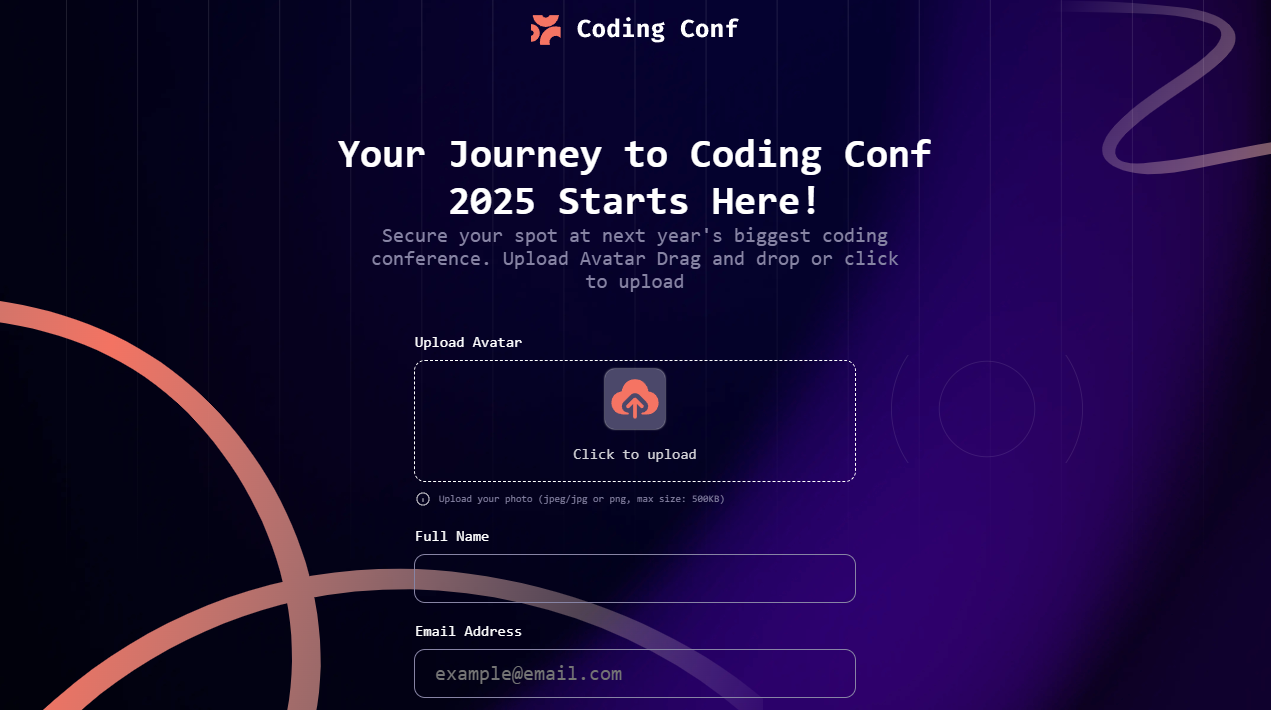 Coding Conf
Your Journey to Coding Conf
2025 Starts Here!
Secure your spot at next year's biggest coding
conference. Upload Avatar Drag and drop or click
to upload
Upload Avatar
Click to upload
Upload your photo (jpeg/jpg or png, max size: 500KB)
Full Name
Email Address
example@email.com